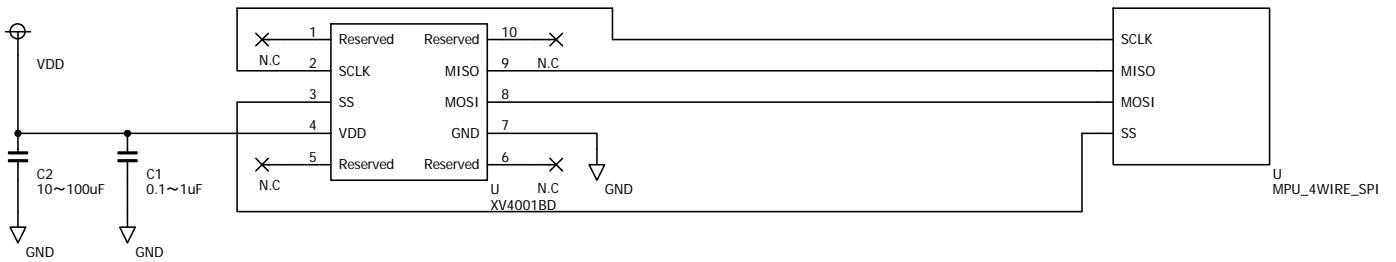 VDD
C2
10~100uF
GND
C1
0.1~1uF
GND
1
N.C
2
3
4
5
N.C
Reserved
SCLK
SS
VDD
Reserved
Reserved
MISO
MOSI
GND
Reserved
10
N.C
9
8
7
6
N.C
GND
U
XV4001BD
SCLK
MISO
MOSI
SS
U
MPU_4WIRE_SPI